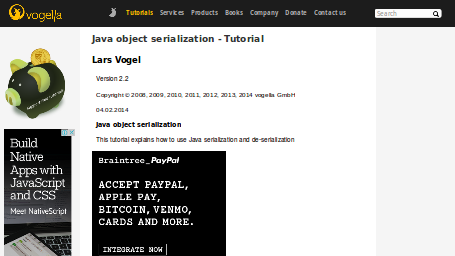 vogella
Tutorials Services Products Books Company Donate Contact us
Search
Java object serialization - Tutorial
Lars Vogel
Version 2.2
Copyright © 2008, 2009, 2010, 2011, 2012, 2013, 2014 vogella GmbH
04.02.2014
Java object serialization
This tutorial explains how to use Java serialization and de-serialization
Build
Native
Apps with
JavaScript
and CSS
Meet NativeScript
Braintree_PayPal
ACCEPT PAYPAL,
APPLE PAY,
BITCOIN, VENMO,
CARDS AND MORE.
INTEGRATE NOW